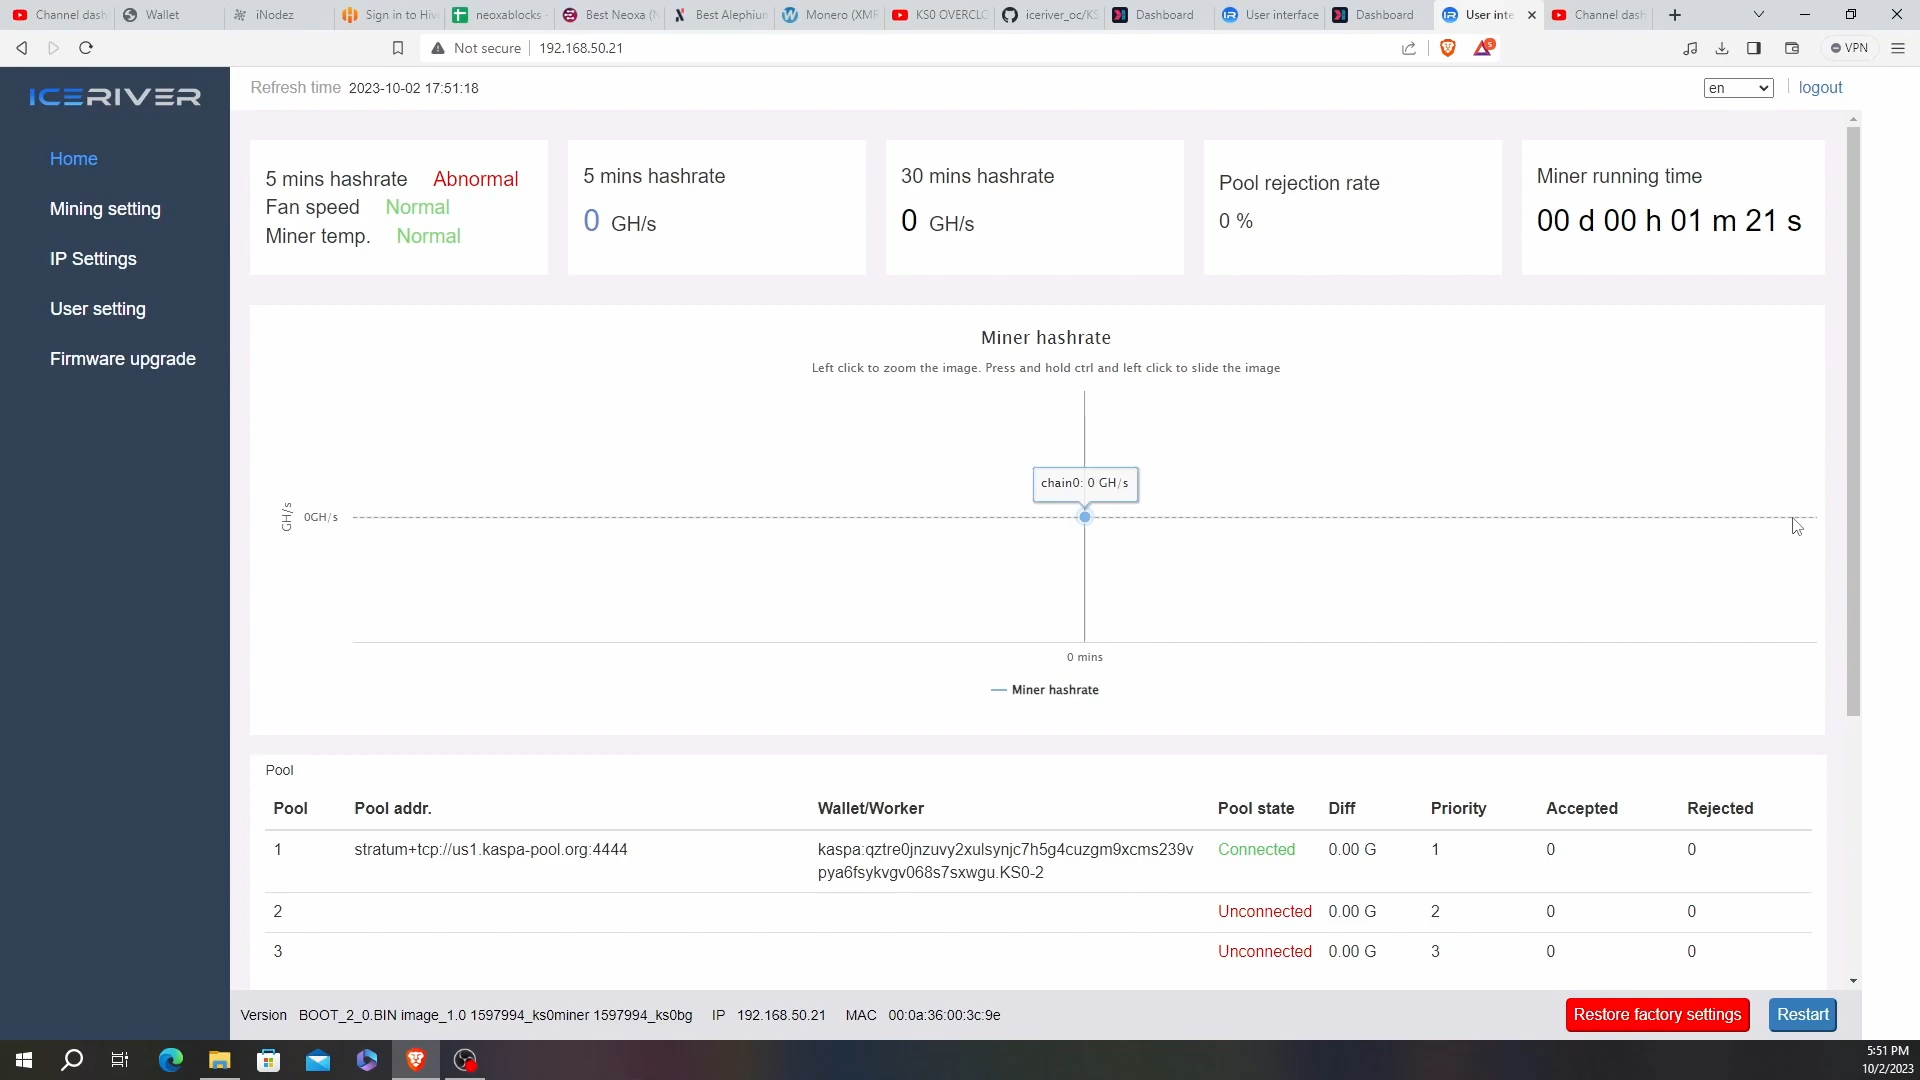 Channel dash
Wallet
iNodez
Sign in to Hive
neoxablocks
Best Neoxa (N
Best Alephium
Monero (XMR
KS0 OVERCLO
iceriver_oc/KS
Dashboard
User interface
Dashboard
User inte
Channel dash
Not secure
192.168.50.21
5
VPN
ICERIVER
Refresh time 2023-10-02 17:51:18
en
logout
Home
Mining setting
IP Settings
User setting
Firmware upgrade
5 mins hashrate Abnormal
Fan speed Normal
Miner temp. Normal
5 mins hashrate
0 GH/s
30 mins hashrate
0 GH/s
Pool rejection rate
0 %
Miner running time
00 d 00 h 01 m 21 s
Miner hashrate
Left click to zoom the image. Press and hold ctrl and left click to slide the image
chain0: 0 GH/s
GH/s
0GH/s
0 mins
Miner hashrate
Pool
Pool Pool addr. Wallet/Worker Pool state Diff Priority Accepted Rejected
1 stratum+tcp://us1.kaspa-pool.org:4444 kaspa:qztre0jnzuvy2xulsynjc7h5g4cuzgm9xcms239v Connected 0.00 G 1 0 0
pya6fsykvgv068s7sxwgu.KS0-2
2 Unconnected 0.00 G 2 0 0
3 Unconnected 0.00 G 3 0 0
Version BOOT_2_0.BIN image_1.0 1597994_ks0miner 1597994_ks0bg IP 192.168.50.21 MAC 00:0a:36:00:3c:9e
Restore factory settings
Restart
5:51 PM
10/2/2023